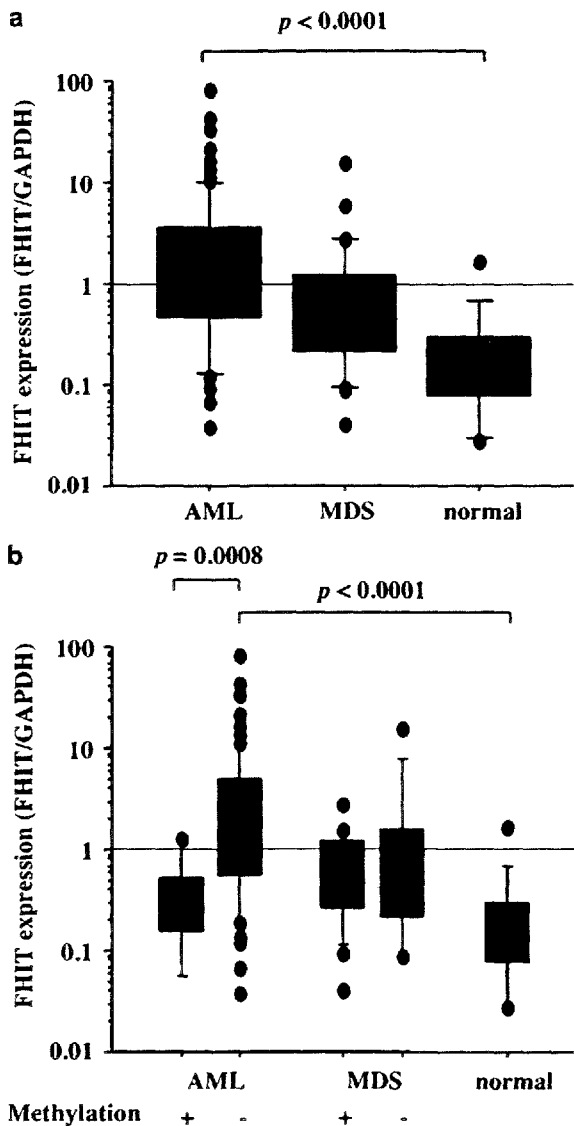 a
p < 0.0001
FHIT expression (FHIT/GAPDH)
100
10
1
0.1
0.01
AML MDS normal
b
p = 0.0008
p < 0.0001
FHIT expression (FHIT/GAPDH)
100
10
1
0.1
0.01
AML MDS normal
Methylation + - + -